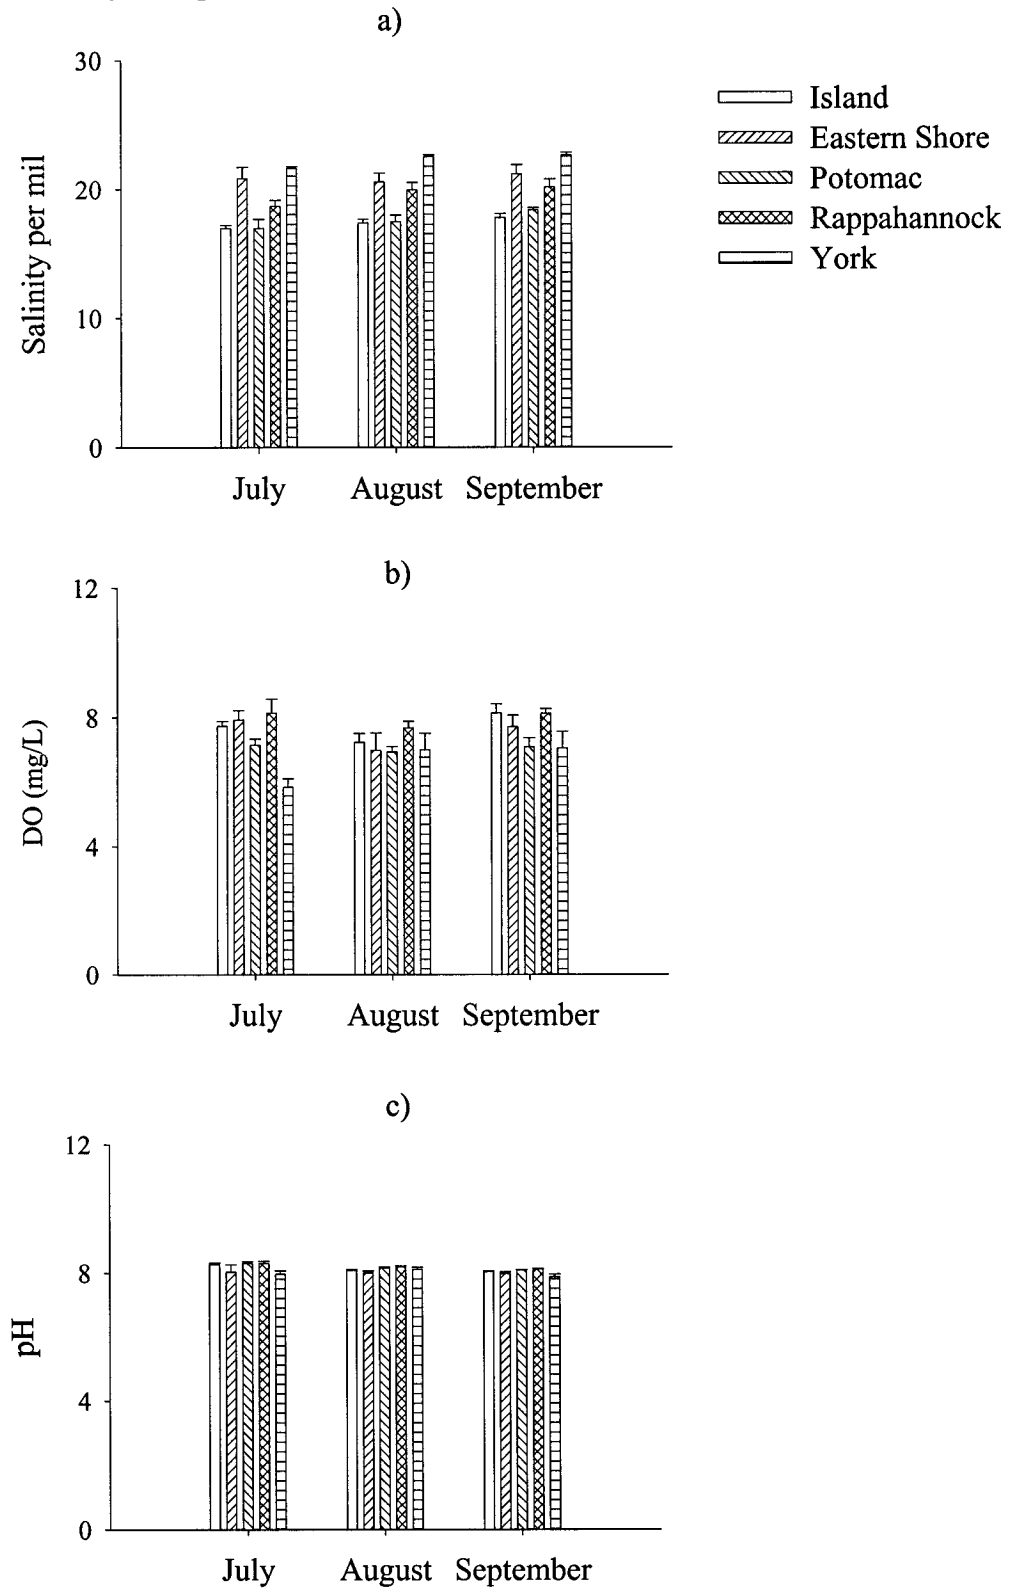 a)
30
20
10
0
Salinity per mil
July August September
Island
Eastern Shore
Potomac
Rappahannock
York
b)
12
8
4
0
DO (mg/L)
July August September
c)
12
8
4
0
pH
July August September